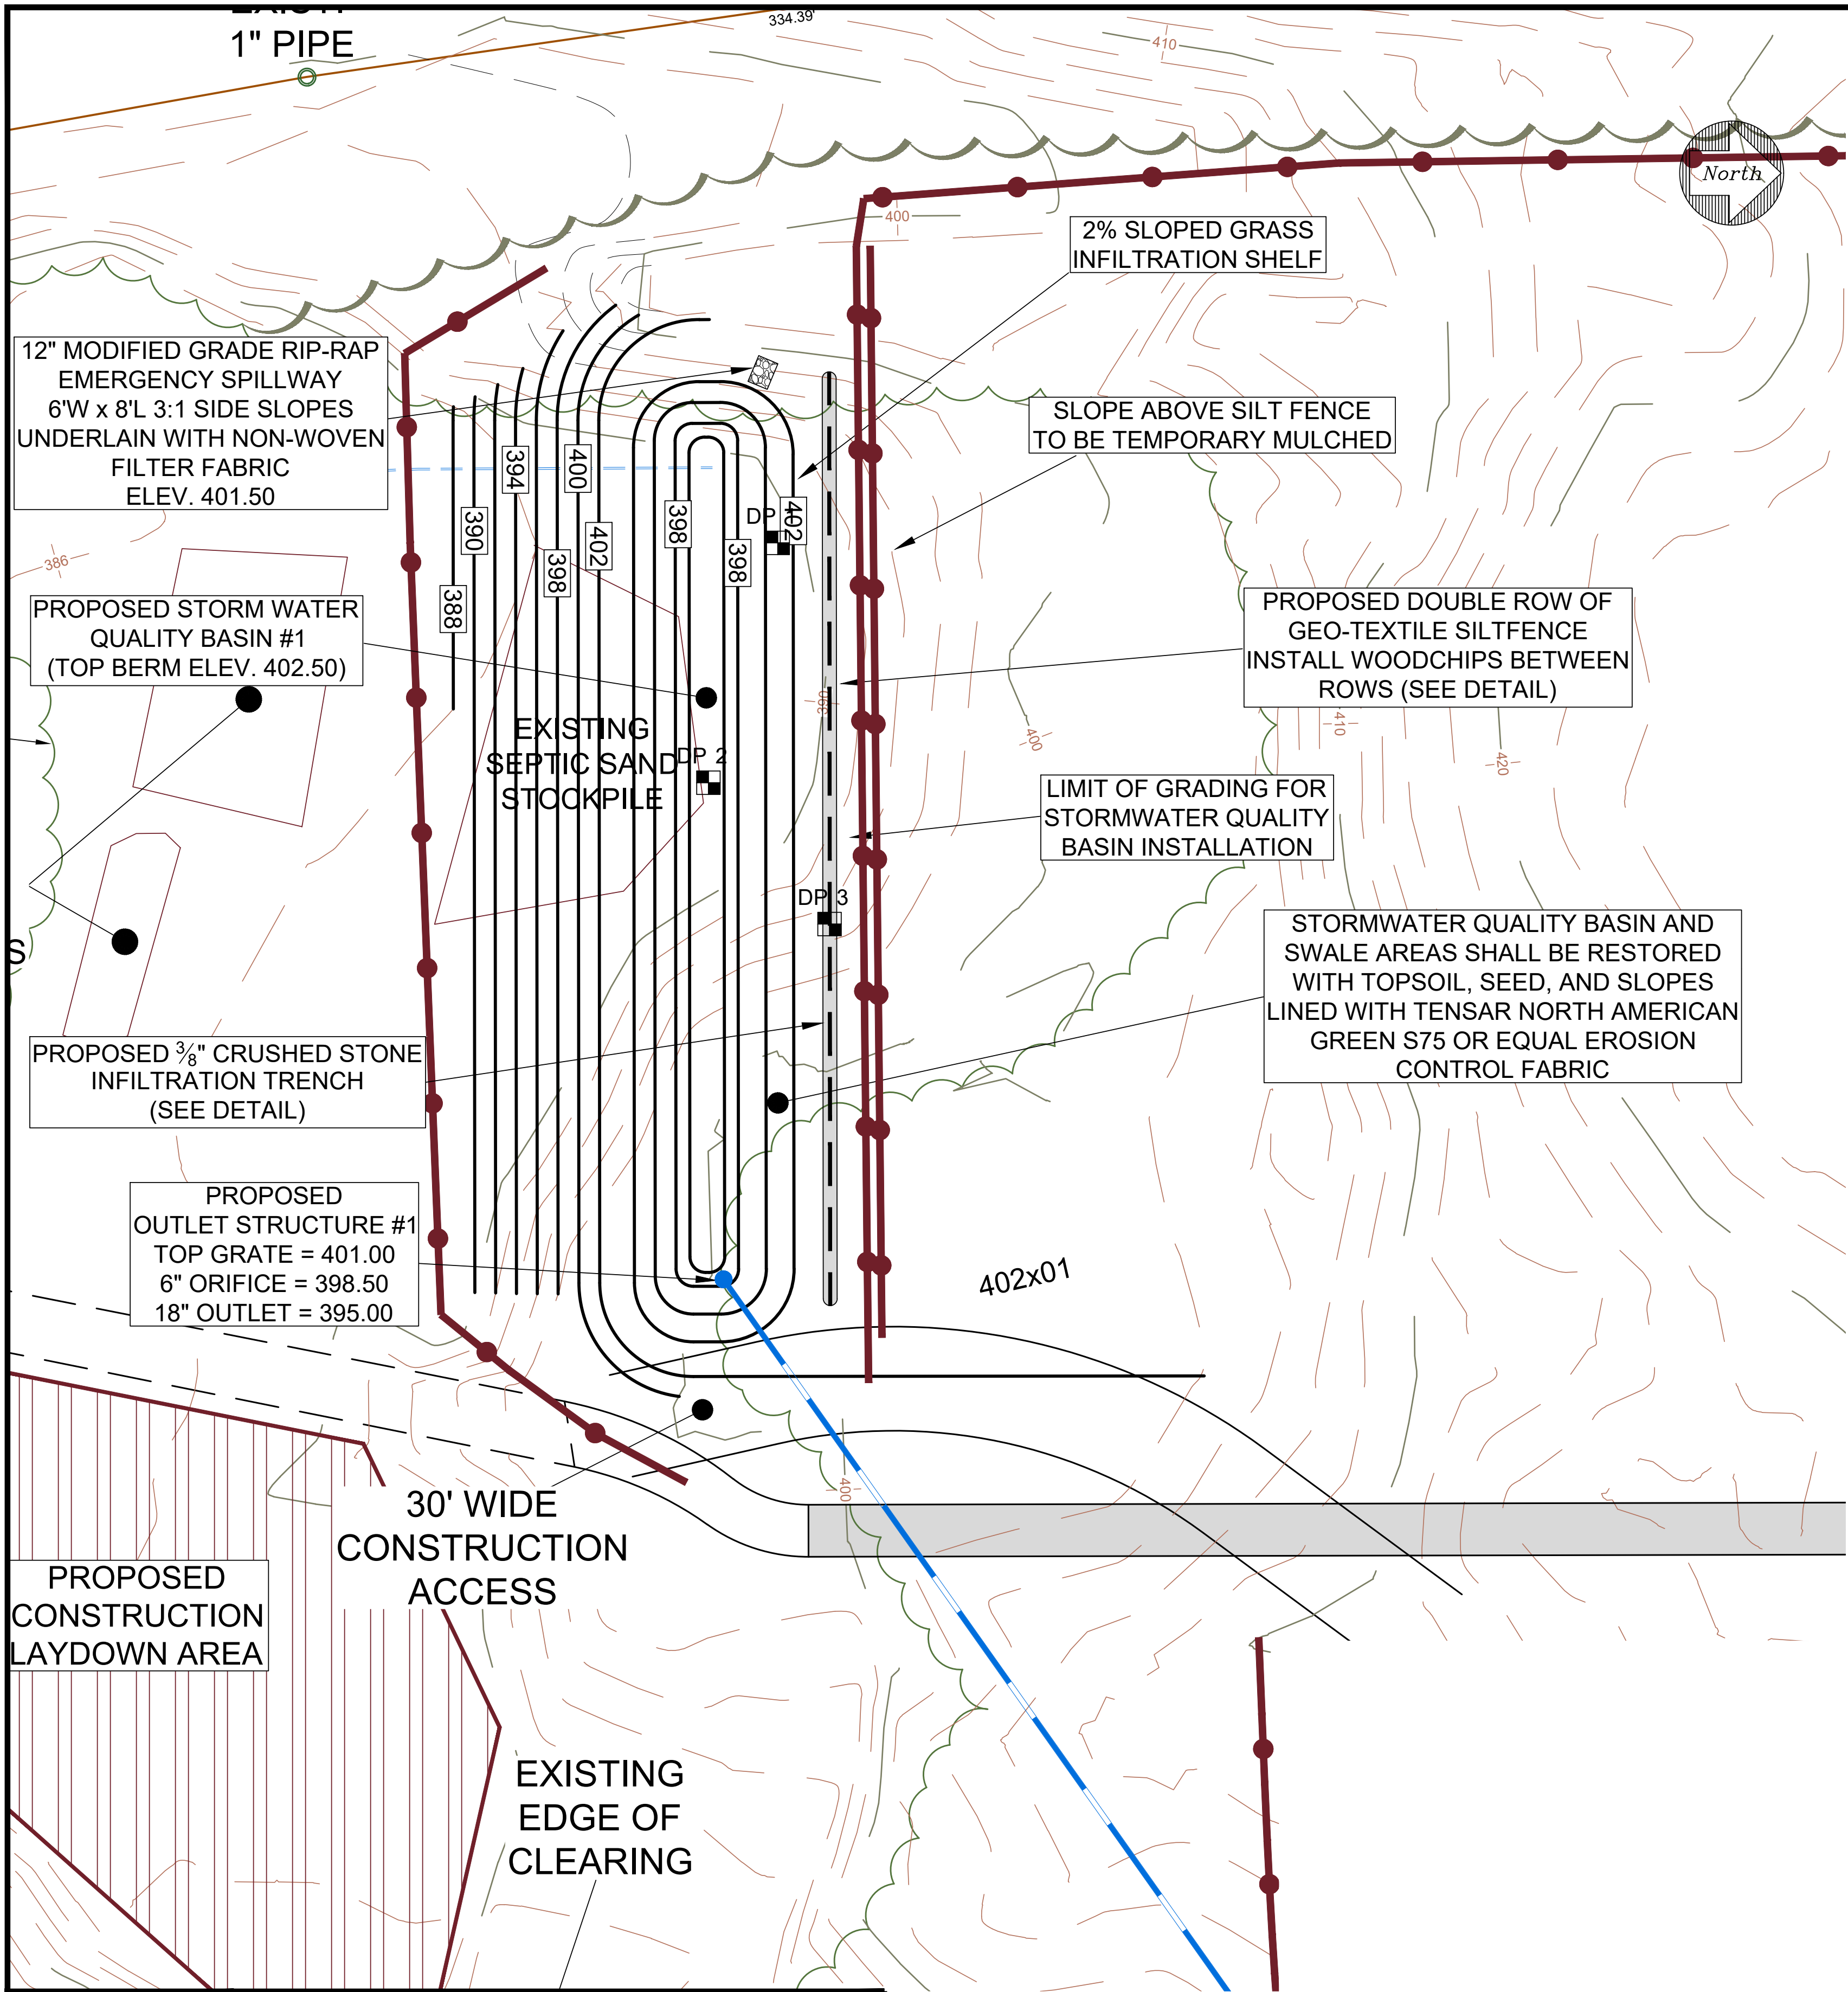 1" PIPE
334.39'
410
North
400
2% SLOPED GRASS
INFILTRATION SHELF
12" MODIFIED GRADE RIP-RAP
EMERGENCY SPILLWAY
6'W x 8'L 3:1 SIDE SLOPES
UNDERLAIN WITH NON-WOVEN
FILTER FABRIC
ELEV. 401.50
SLOPE ABOVE SILT FENCE
TO BE TEMPORARY MULCHED
394
400
390
402
398
388
398
398
402
DP
386
PROPOSED STORM WATER
QUALITY BASIN #1
(TOP BERM ELEV. 402.50)
PROPOSED DOUBLE ROW OF
GEO-TEXTILE SILTFENCE
INSTALL WOODCHIPS BETWEEN
ROWS (SEE DETAIL)
390
400
410
420
EXISTING
SEPTIC SAND
STOCKPILE
DP 2
LIMIT OF GRADING FOR
STORMWATER QUALITY
BASIN INSTALLATION
DP 3
S
STORMWATER QUALITY BASIN AND
SWALE AREAS SHALL BE RESTORED
WITH TOPSOIL, SEED, AND SLOPES
LINED WITH TENSAR NORTH AMERICAN
GREEN S75 OR EQUAL EROSION
CONTROL FABRIC
PROPOSED 3⁄8" CRUSHED STONE
INFILTRATION TRENCH
(SEE DETAIL)
PROPOSED
OUTLET STRUCTURE #1
TOP GRATE = 401.00
6" ORIFICE = 398.50
18" OUTLET = 395.00
402x01
400
30' WIDE
CONSTRUCTION
ACCESS
PROPOSED
CONSTRUCTION
LAYDOWN AREA
EXISTING
EDGE OF
CLEARING